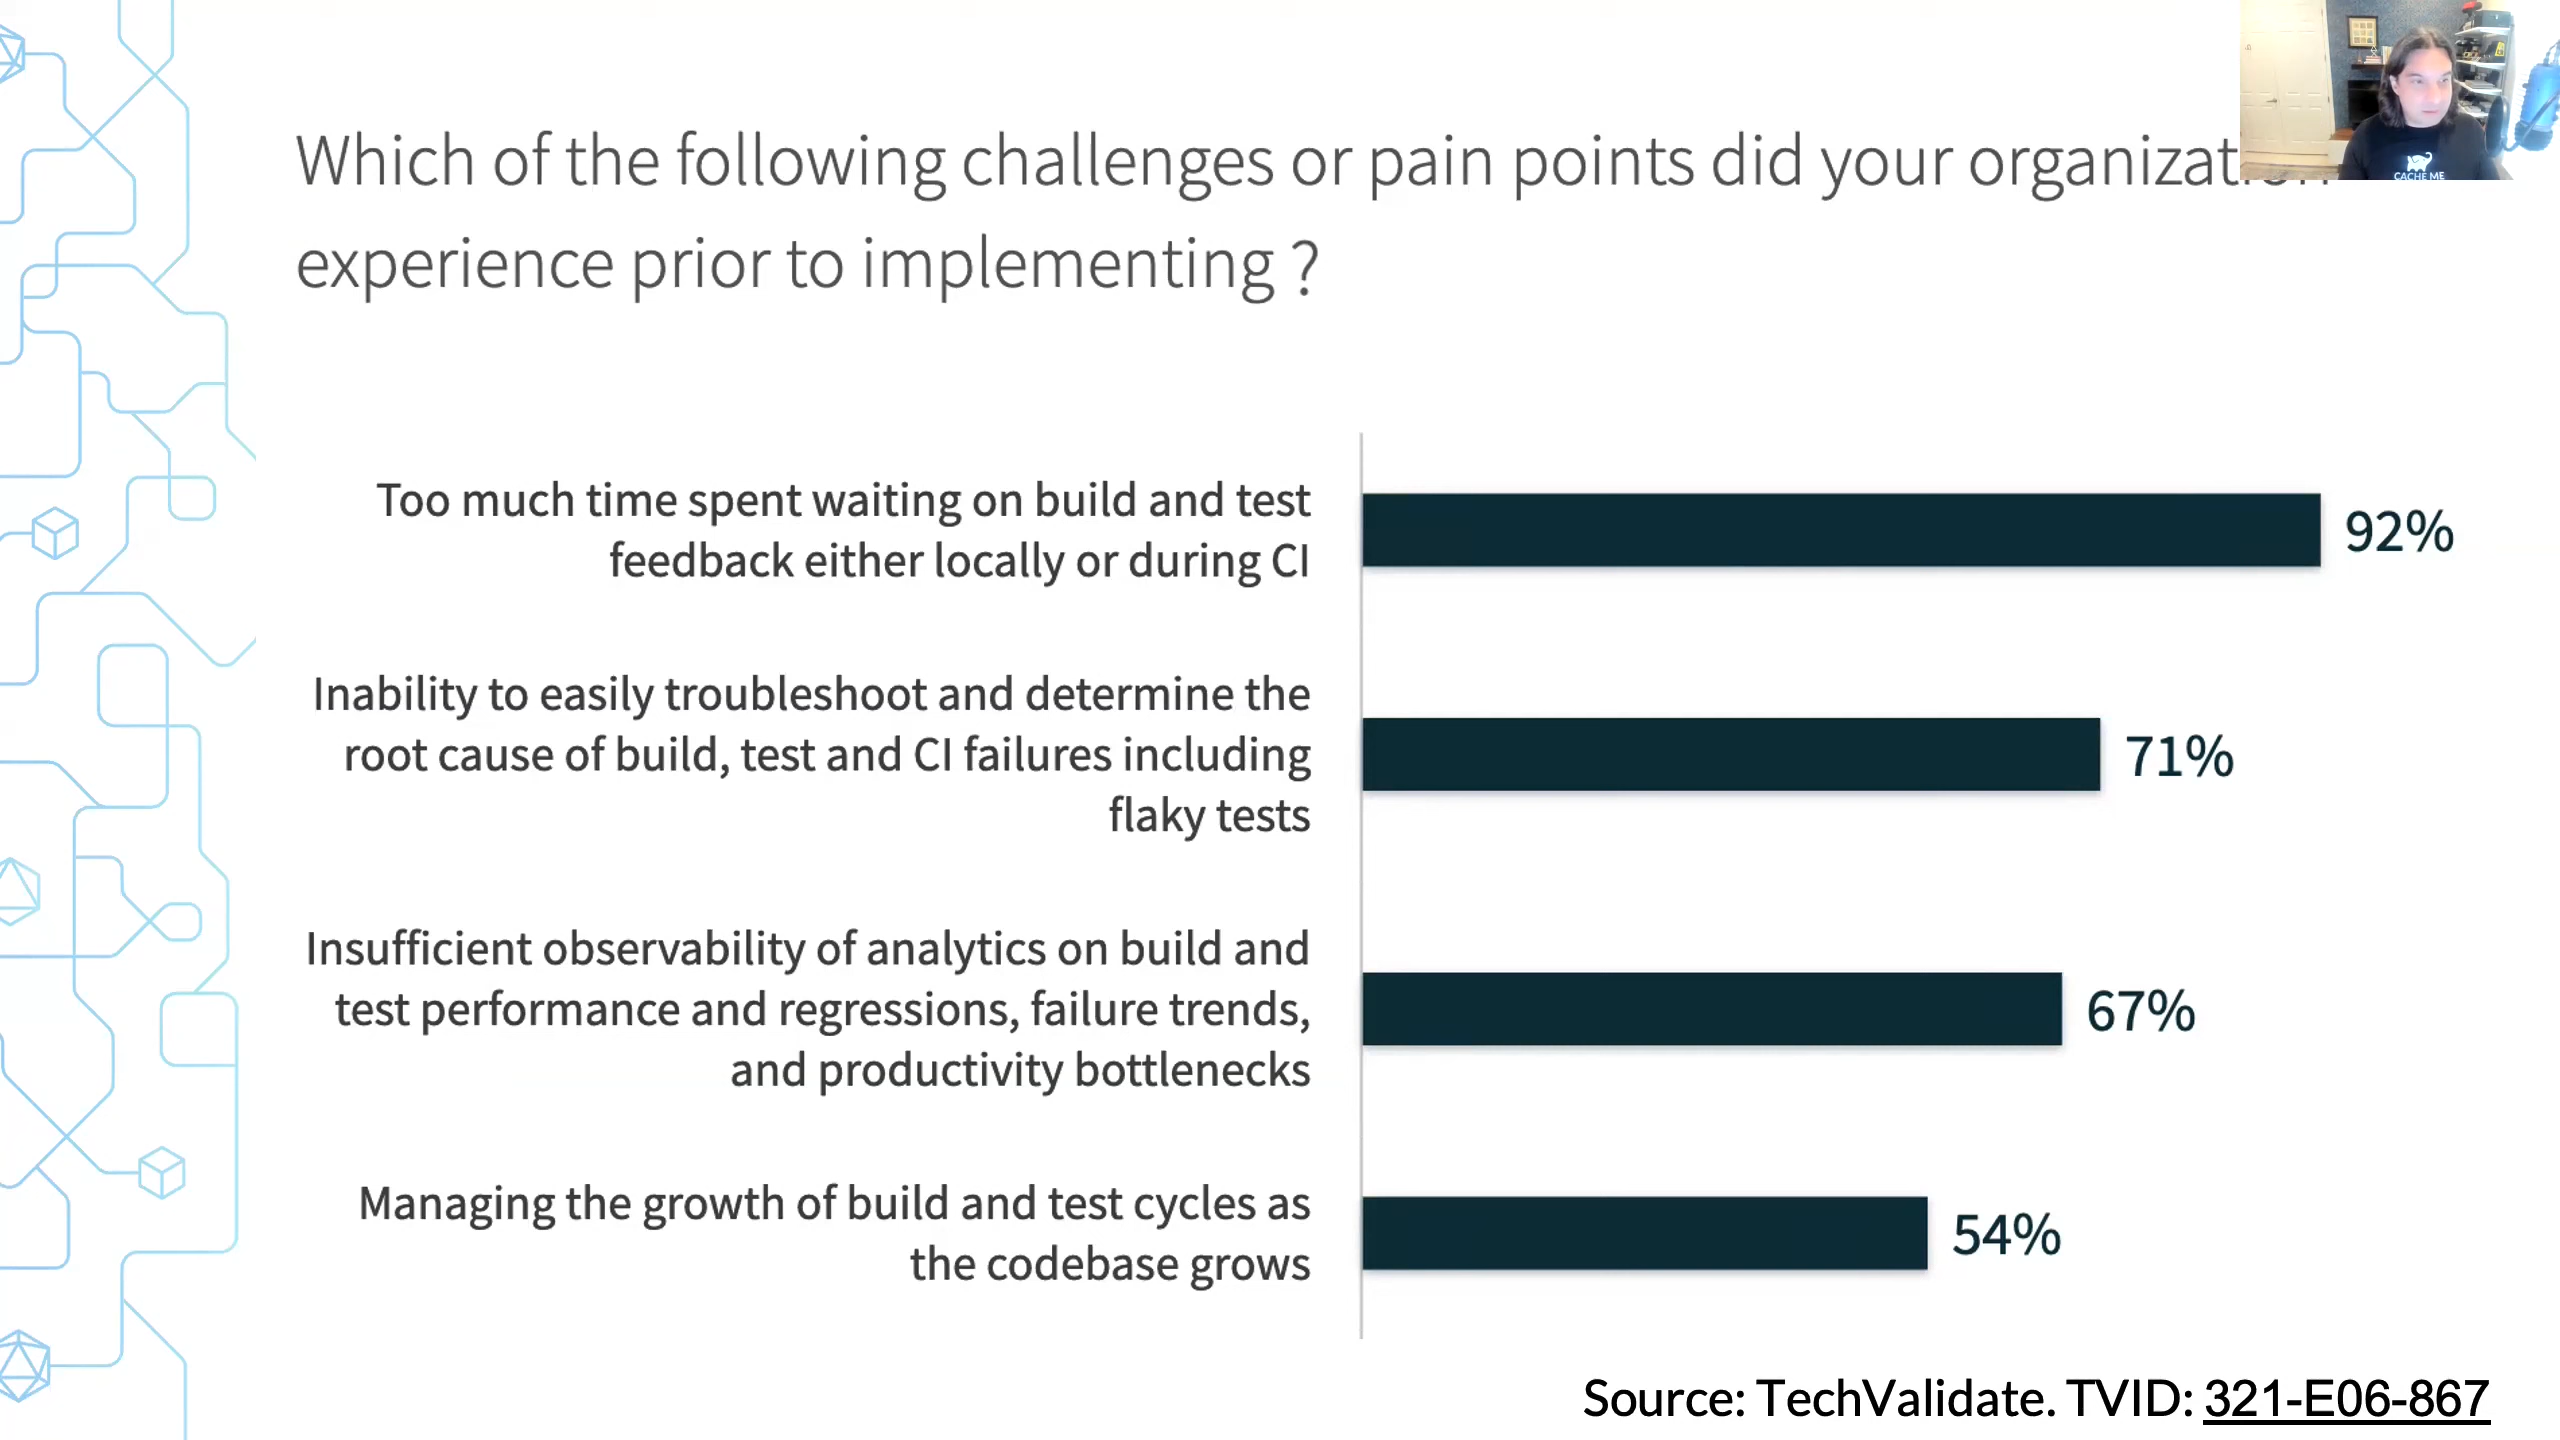 Which of the following challenges or pain points did your organization
experience prior to implementing ?
CACHE ME
Too much time spent waiting on build and test
feedback either locally or during CI
92%
Inability to easily troubleshoot and determine the
root cause of build, test and CI failures including
flaky tests
71%
Insufficient observability of analytics on build and
test performance and regressions, failure trends,
and productivity bottlenecks
67%
Managing the growth of build and test cycles as
the codebase grows
54%
Source: TechValidate. TVID: 321-E06-867